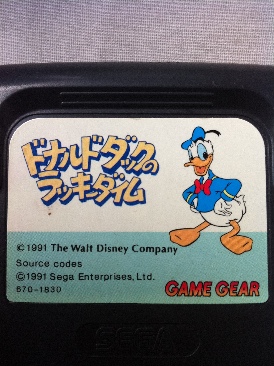 ドナルドダックの
ラッキーダイム
©1991 The Walt Disney Company
Source codes
©1991 Sega Enterprises, Ltd.
670-1830
GAME GEAR
SEGA